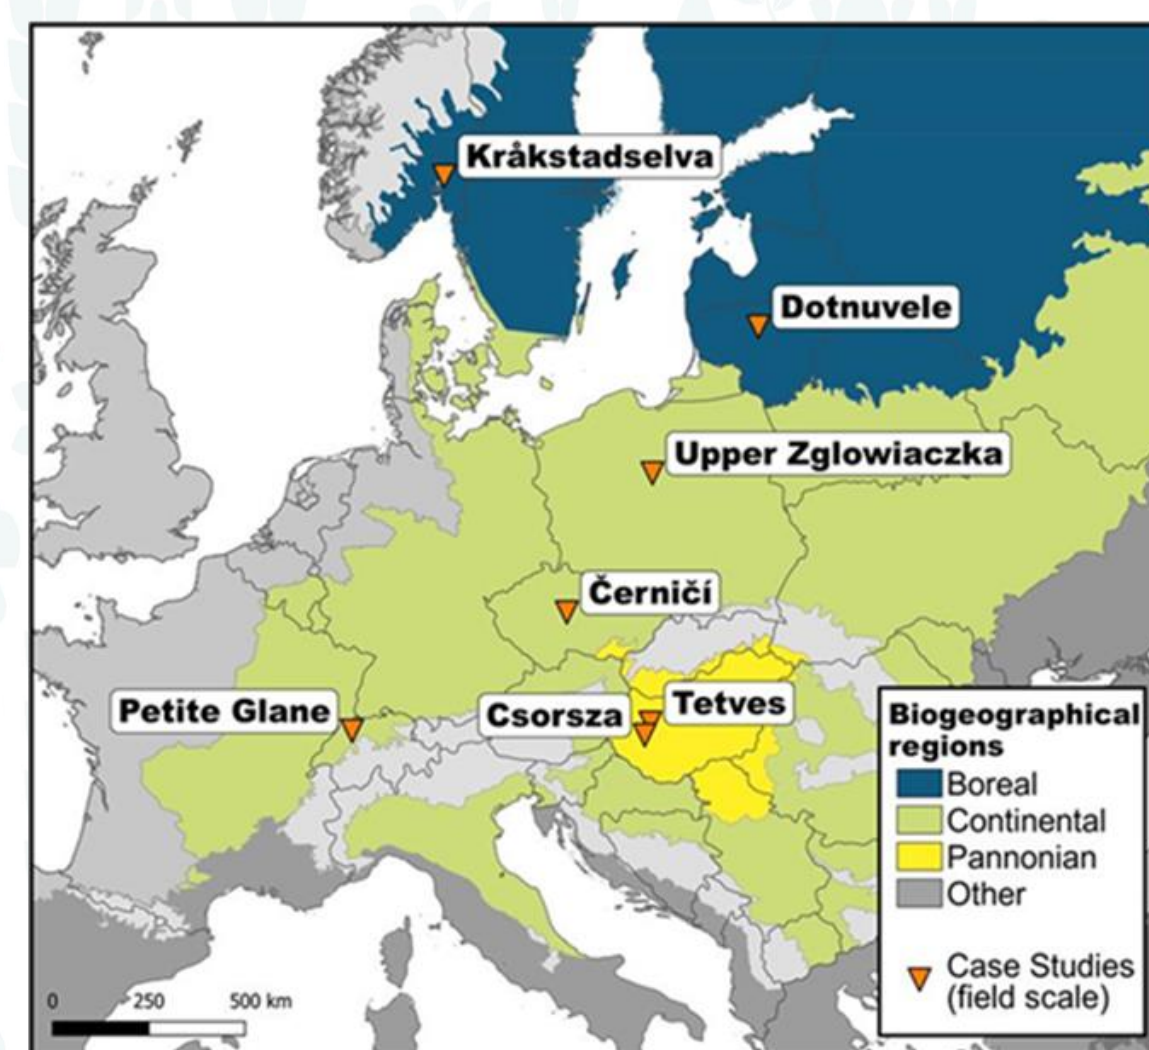 Kråkstadselva
Dotnuvele
Upper Zglowiaczka
Černičí
Petite Glane
Csorsza
Tetves
Biogeographical
regions
Boreal
Continental
Pannonian
Other
Case Studies
(field scale)
0 250 500 km